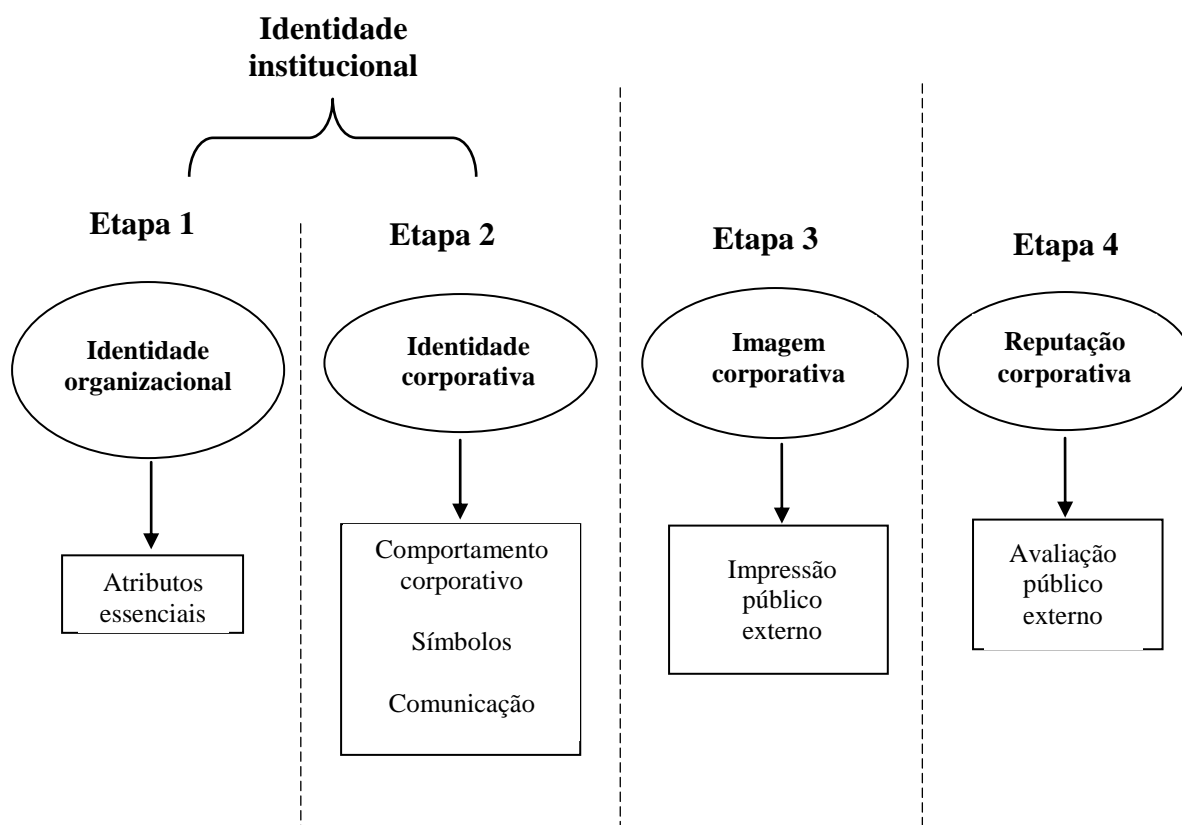 Identidade
institucional
Etapa 1
Etapa 2
Etapa 3
Etapa 4
Identidade
organizacional
Identidade
corporativa
Imagem
corporativa
Reputação
corporativa
Atributos
essenciais
Comportamento
corporativo
Símbolos
Comunicação
Impressão
público
externo
Avaliação
público
externo